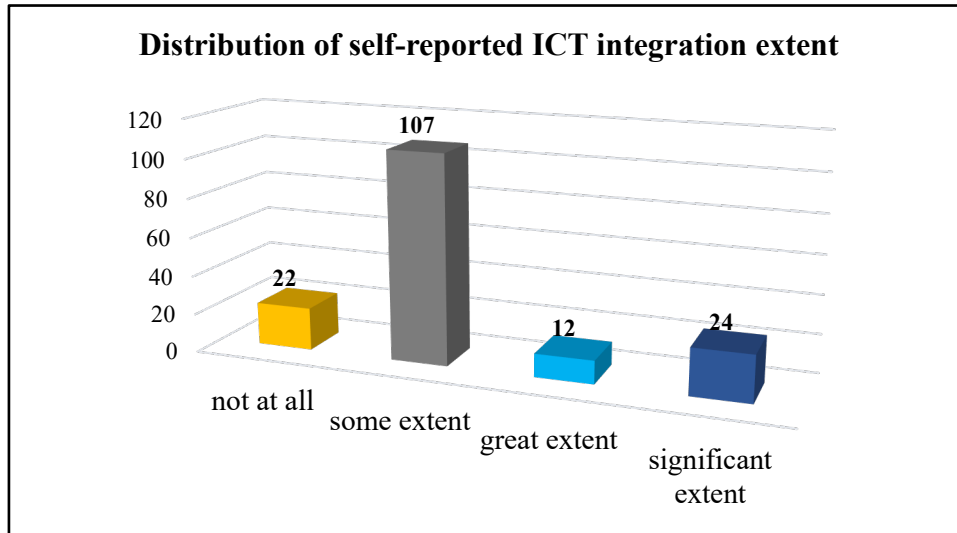 Distribution of self-reported ICT integration extent
120
100
80
60
40
20
0
22
107
12
24
not at all
some extent
great extent
significant
extent